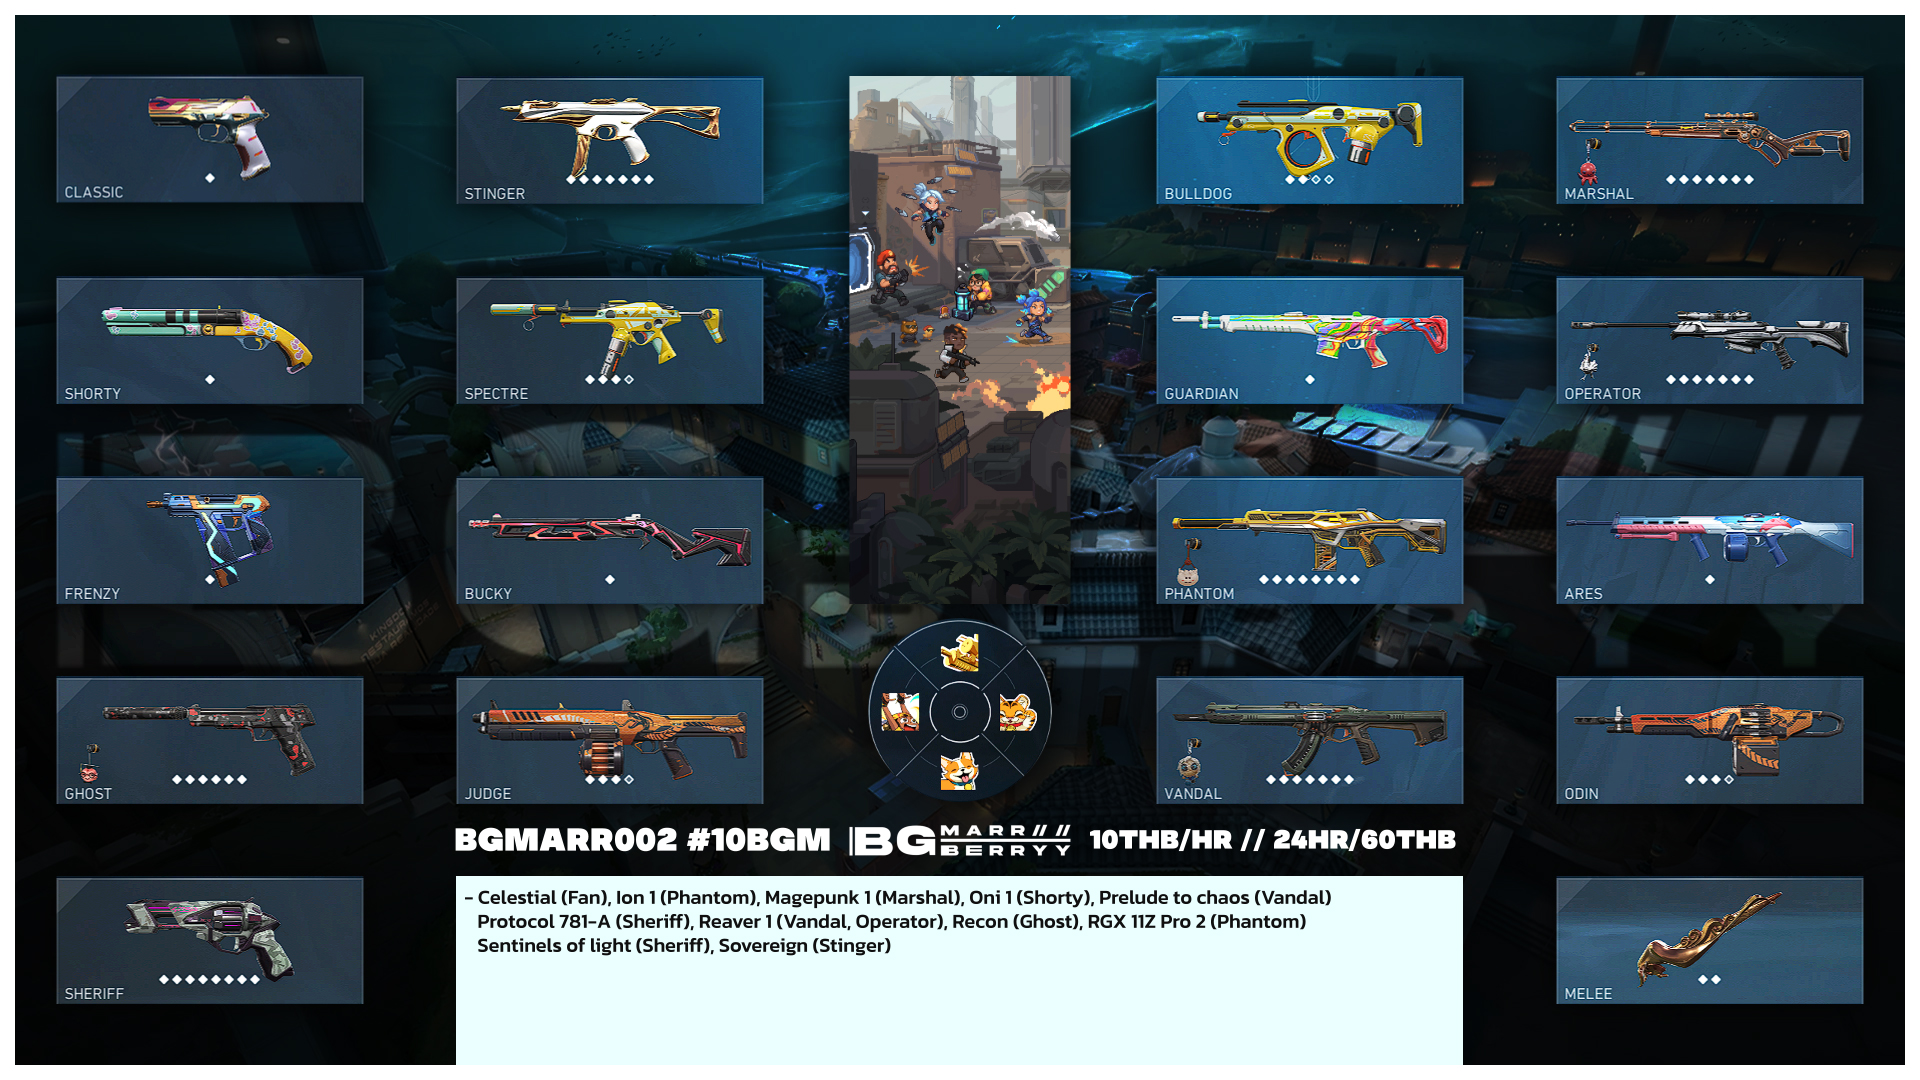 CLASSIC
STINGER
BULLDOG
MARSHAL
SHORTY
SPECTRE
GUARDIAN
OPERATOR
FRENZY
BUCKY
PHANTOM
ARES
GHOST
JUDGE
VANDAL
ODIN
BGMARR002 #10BGM
BG MARR////
BERRYY
10THB/HR // 24HR/60THB
SHERIFF
- Celestial (Fan), Ion 1 (Phantom), Magepunk 1 (Marshal), Oni 1 (Shorty), Prelude to chaos (Vandal)
Protocol 781-A (Sheriff), Reaver 1 (Vandal, Operator), Recon (Ghost), RGX 11Z Pro 2 (Phantom)
Sentinels of light (Sheriff), Sovereign (Stinger)
MELEE